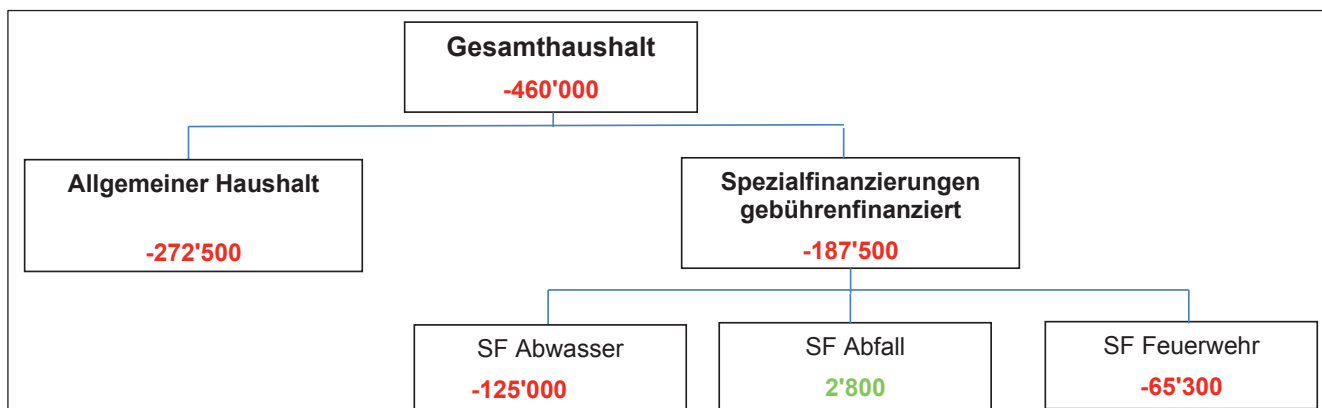 Gesamthaushalt
-460'000
Allgemeiner Haushalt
-272'500
Spezialfinanzierungen
gebührenfinanziert
-187'500
SF Abwasser
-125'000
SF Abfall
2'800
SF Feuerwehr
-65'300